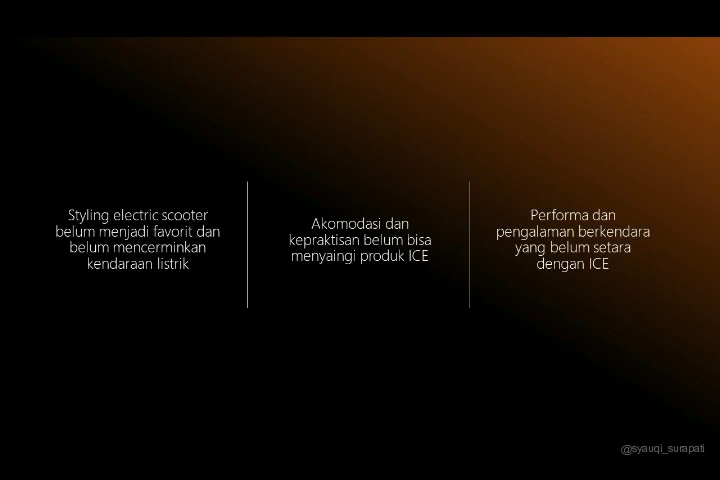 Styling electric scooter
belum menjadi favorit dan
belum mencerminkan
kendaraan listrik
Akomodasi dan
kepraktisan belum bisa
menyaingi produk ICE
Performa dan
pengalaman berkendara
yang belum setara
dengan ICE
@syauqi_surapati